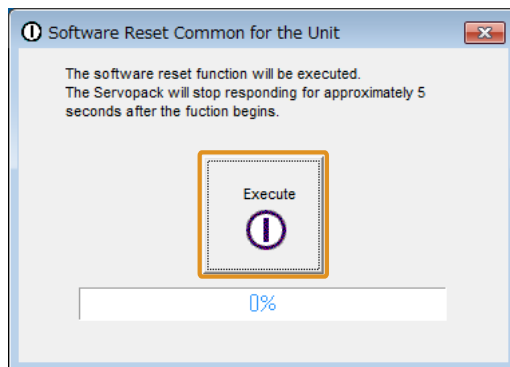 Software Reset Common for the Unit
The software reset function will be executed.
The Servopack will stop responding for approximately 5
seconds after the fuction begins.
Execute
0%